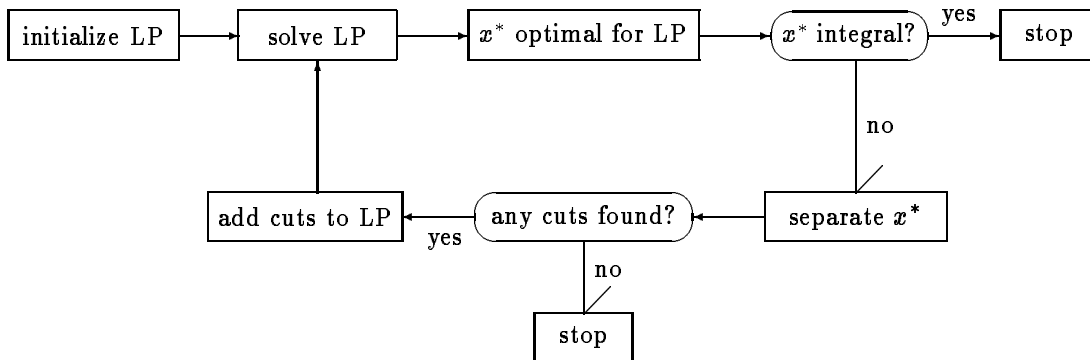 initialize LP
solve LP
x* optimal for LP
x* integral?
yes
stop
no
add cuts to LP
yes
any cuts found?
separate x*
no
stop